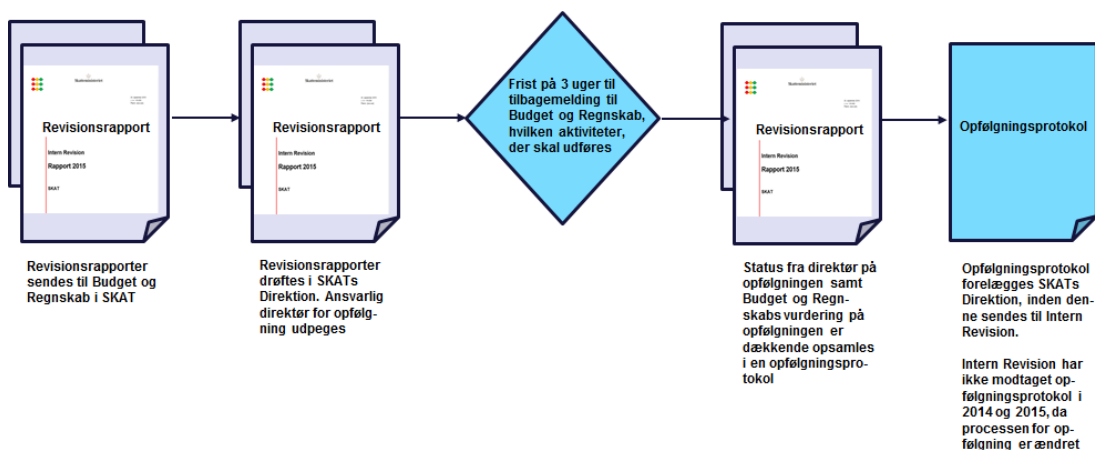 Revisionsrapport
Intern Revision
Rapport 2015
SKAT
Revisionsrapporter
sendes til Budget og
Regnskab i SKAT
Revisionsrapport
Intern Revision
Rapport 2015
SKAT
Revisionsrapporter
drøftes i SKATs
Direktion. Ansvarlig
direktør for opfølg-
ning udpeges
Frist på 3 uger til
tilbagemelding til
Budget og Regnskab,
hvilken aktiviteter,
der skal udføres
Revisionsrapport
Intern Revision
Rapport 2015
SKAT
Status fra direktør på
opfølgningen samt
Budget og Regn-
skabs vurdering på
opfølgningen er
dækkende opsamles
i en opfølgningspro-
tokol
Opfølgningsprotokol
Opfølgningsprotokol
forelægges SKATs
Direktion, inden den-
ne sendes til Intern
Revision.
Intern Revision har
ikke modtaget op-
følgningsprotokol i
2014 og 2015, da
processen for op-
følgning er ændret